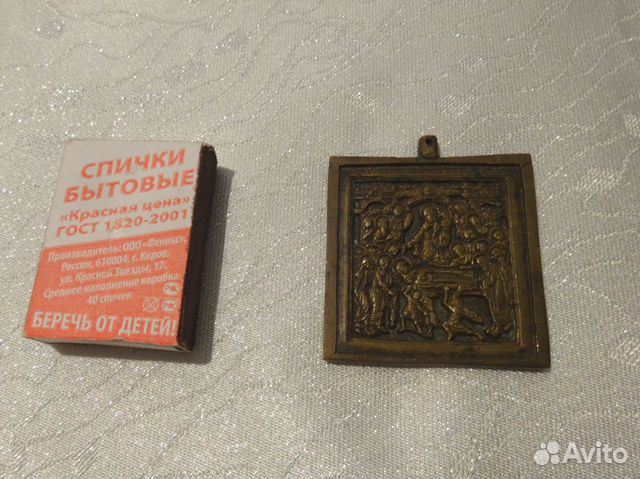 СПИЧКИ
БЫТОВЫЕ
«Красная цена»
ГОСТ 1820-2001
Производитель: ООО «Феникс»,
Россия, 610004, г. Киров,
ул. Красной Звезды, 17.
Среднее наполнение коробка
40 спичек
БЕРЕЧЬ ОТ ДЕТЕЙ!
Avito